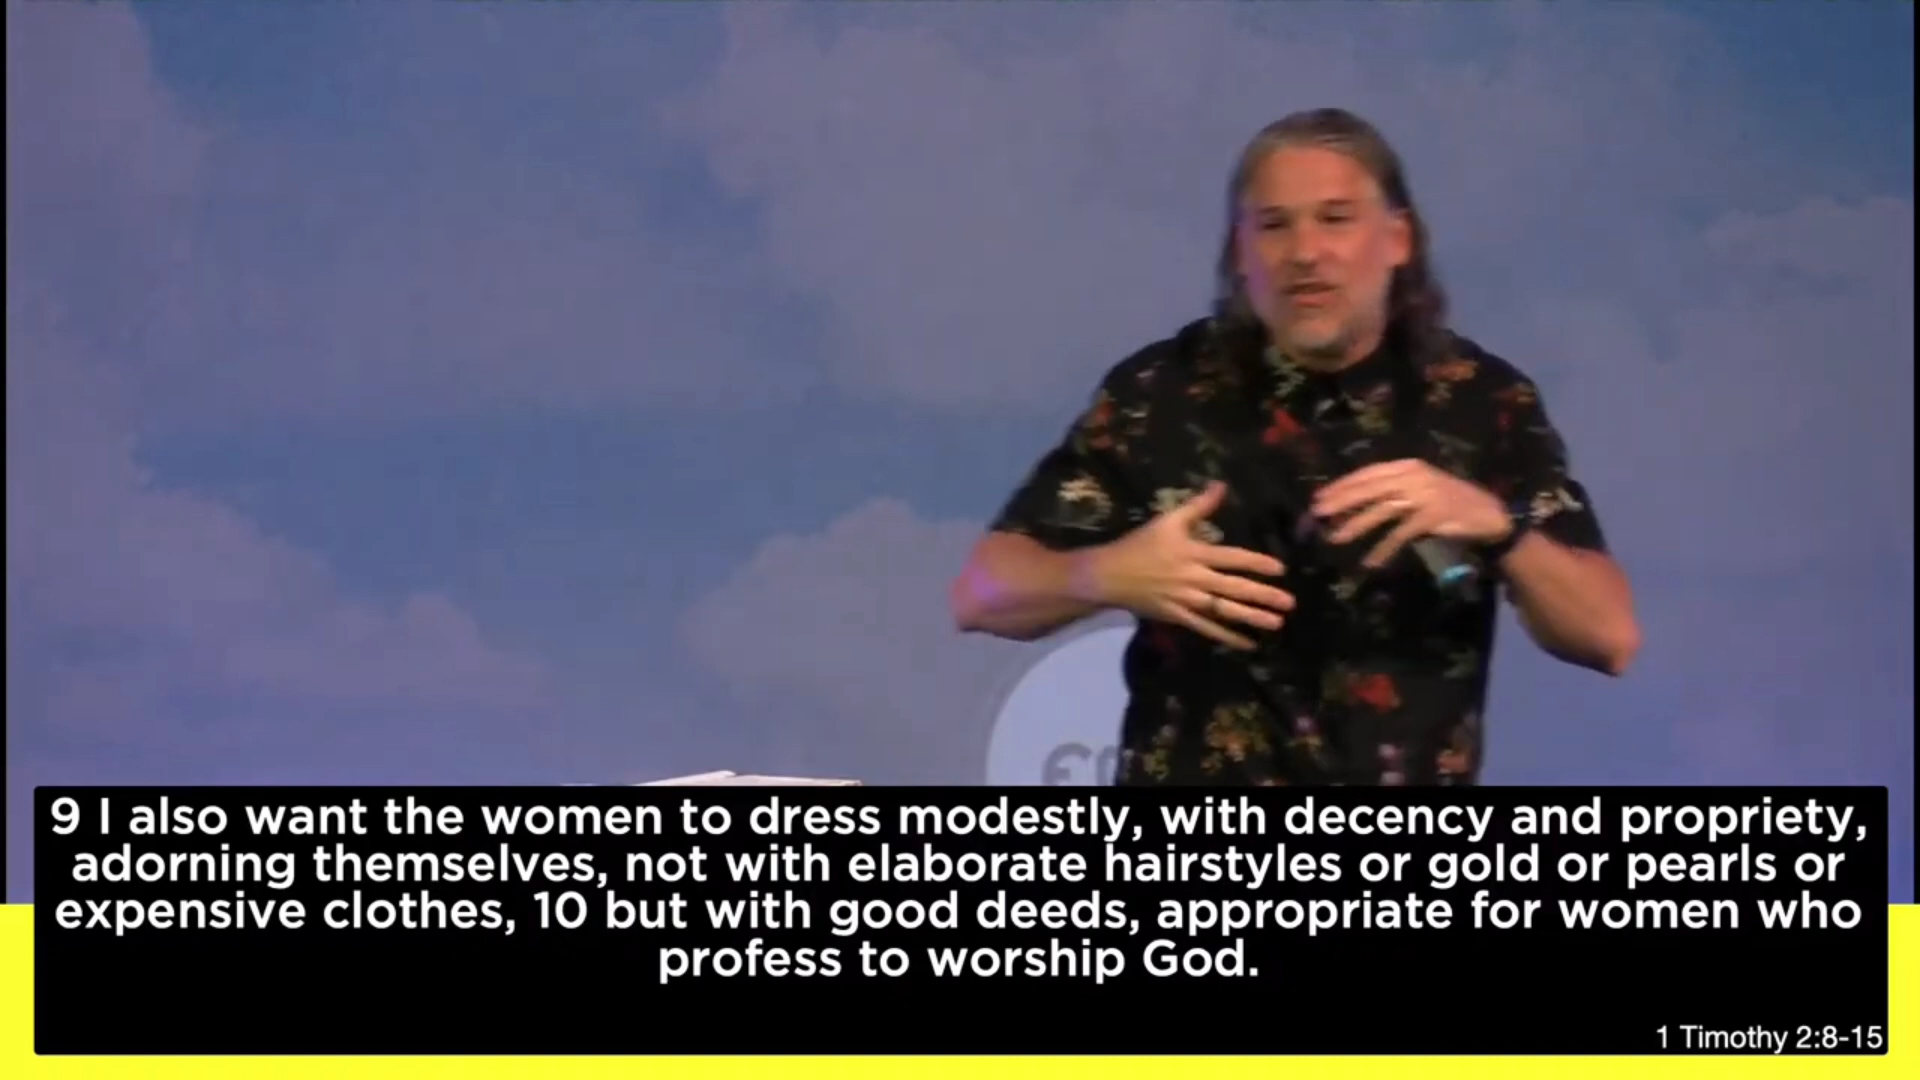 9 I also want the women to dress modestly, with decency and propriety,
adorning themselves, not with elaborate hairstyles or gold or pearls or
expensive clothes, 10 but with good deeds, appropriate for women who
profess to worship God.
1 Timothy 2:8-15